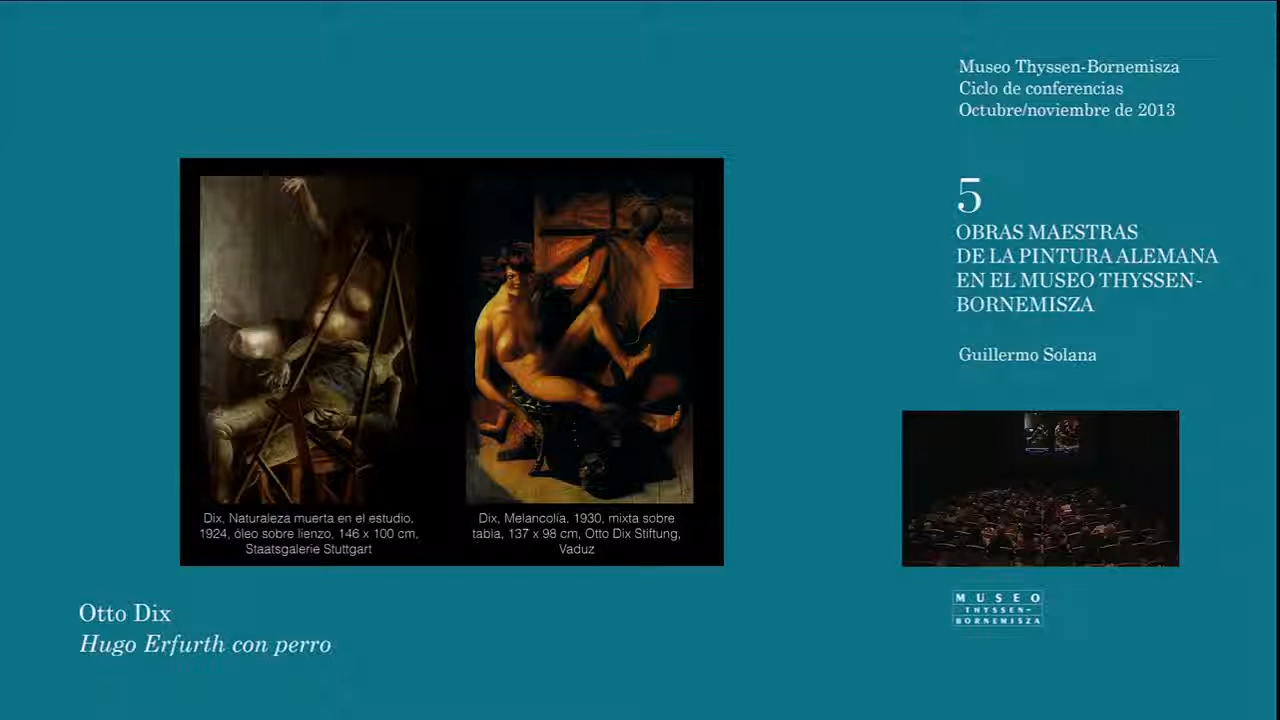 Museo Thyssen-Bornemisza
Ciclo de conferencias
Octubre/noviembre de 2013
5
OBRAS MAESTRAS
DE LA PINTURA ALEMANA
EN EL MUSEO THYSSEN-
BORNEMISZA
Guillermo Solana
Dix, Naturaleza muerta en el estudio,
1924, óleo sobre lienzo, 146 x 100 cm,
Staatsgalerie Stuttgart
Dix, Melancolía, 1930, mixta sobre
tabla, 137 x 98 cm, Otto Dix Stiftung,
Vaduz
MUSEO
THYSSEN-
BORNEMISZA
Otto Dix
Hugo Erfurth con perro